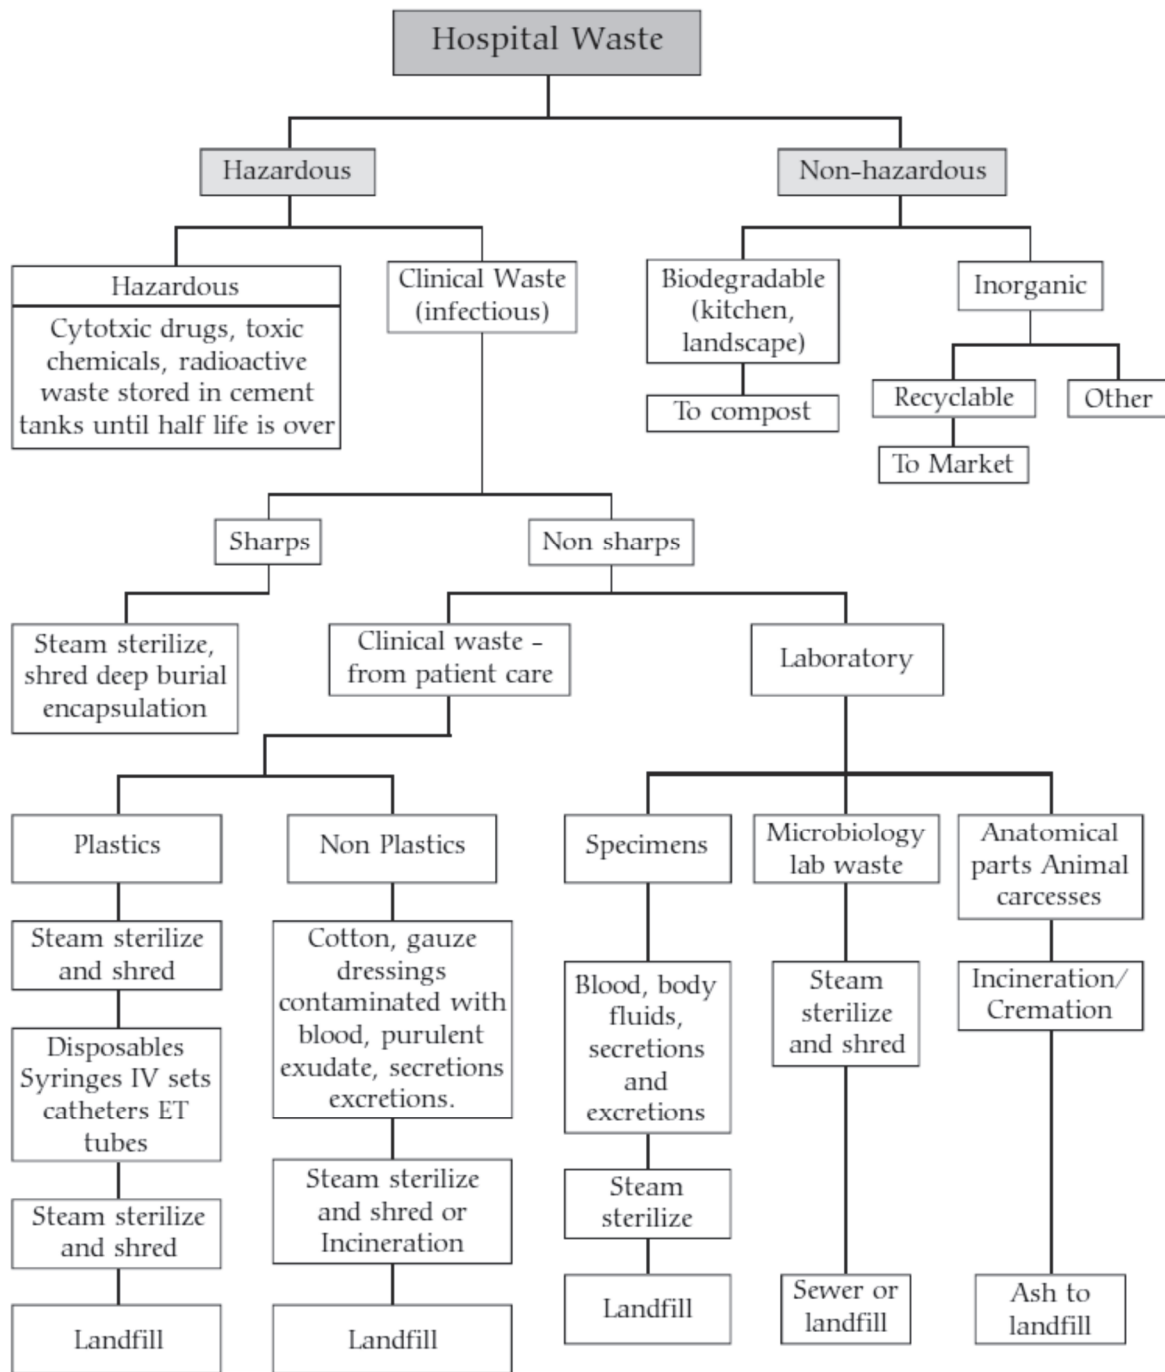 Hospital Waste
Hazardous
Non-hazardous
Hazardous
Cytotxic drugs, toxic
chemicals, radioactive
waste stored in cement
tanks until half life is over
Clinical Waste
(infectious)
Biodegradable
(kitchen,
landscape)
To compost
Inorganic
Recyclable
Other
To Market
Sharps
Non sharps
Steam sterilize,
shred deep burial
encapsulation
Clinical waste -
from patient care
Laboratory
Plastics
Steam sterilize
and shred
Disposables
Syringes IV sets
catheters ET
tubes
Steam sterilize
and shred
Landfill
Non Plastics
Cotton, gauze
dressings
contaminated with
blood, purulent
exudate, secretions
excretions.
Steam sterilize
and shred or
Incineration
Landfill
Specimens
Blood, body
fluids,
secretions
and
excretions
Steam
sterilize
Landfill
Microbiology
lab waste
Steam
sterilize
and shred
Sewer or
landfill
Anatomical
parts Animal
carcesses
Incineration/
Cremation
Ash to
landfill